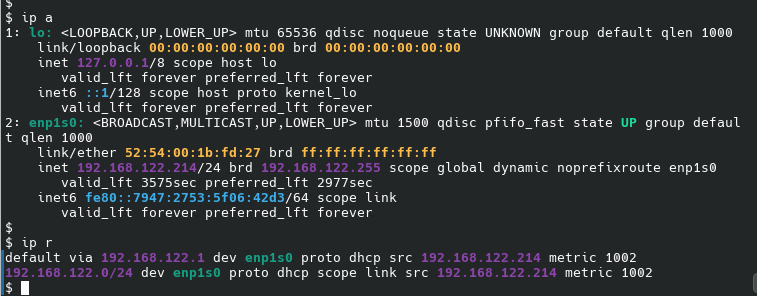 $
$ ip a
1: lo: <LOOPBACK,UP,LOWER_UP> mtu 65536 qdisc noqueue state UNKNOWN group default qlen 1000
    link/loopback 00:00:00:00:00:00 brd 00:00:00:00:00:00
    inet 127.0.0.1/8 scope host lo
       valid_lft forever preferred_lft forever
    inet6 ::1/128 scope host proto kernel_lo
       valid_lft forever preferred_lft forever
2: enp1s0: <BROADCAST,MULTICAST,UP,LOWER_UP> mtu 1500 qdisc pfifo_fast state UP group defaul
t qlen 1000
    link/ether 52:54:00:1b:fd:27 brd ff:ff:ff:ff:ff:ff
    inet 192.168.122.214/24 brd 192.168.122.255 scope global dynamic noprefixroute enp1s0
       valid_lft 3575sec preferred_lft 2977sec
    inet6 fe80::7947:2753:5f06:42d3/64 scope link
       valid_lft forever preferred_lft forever
$
$ ip r
default via 192.168.122.1 dev enp1s0 proto dhcp src 192.168.122.214 metric 1002
192.168.122.0/24 dev enp1s0 proto dhcp scope link src 192.168.122.214 metric 1002
$